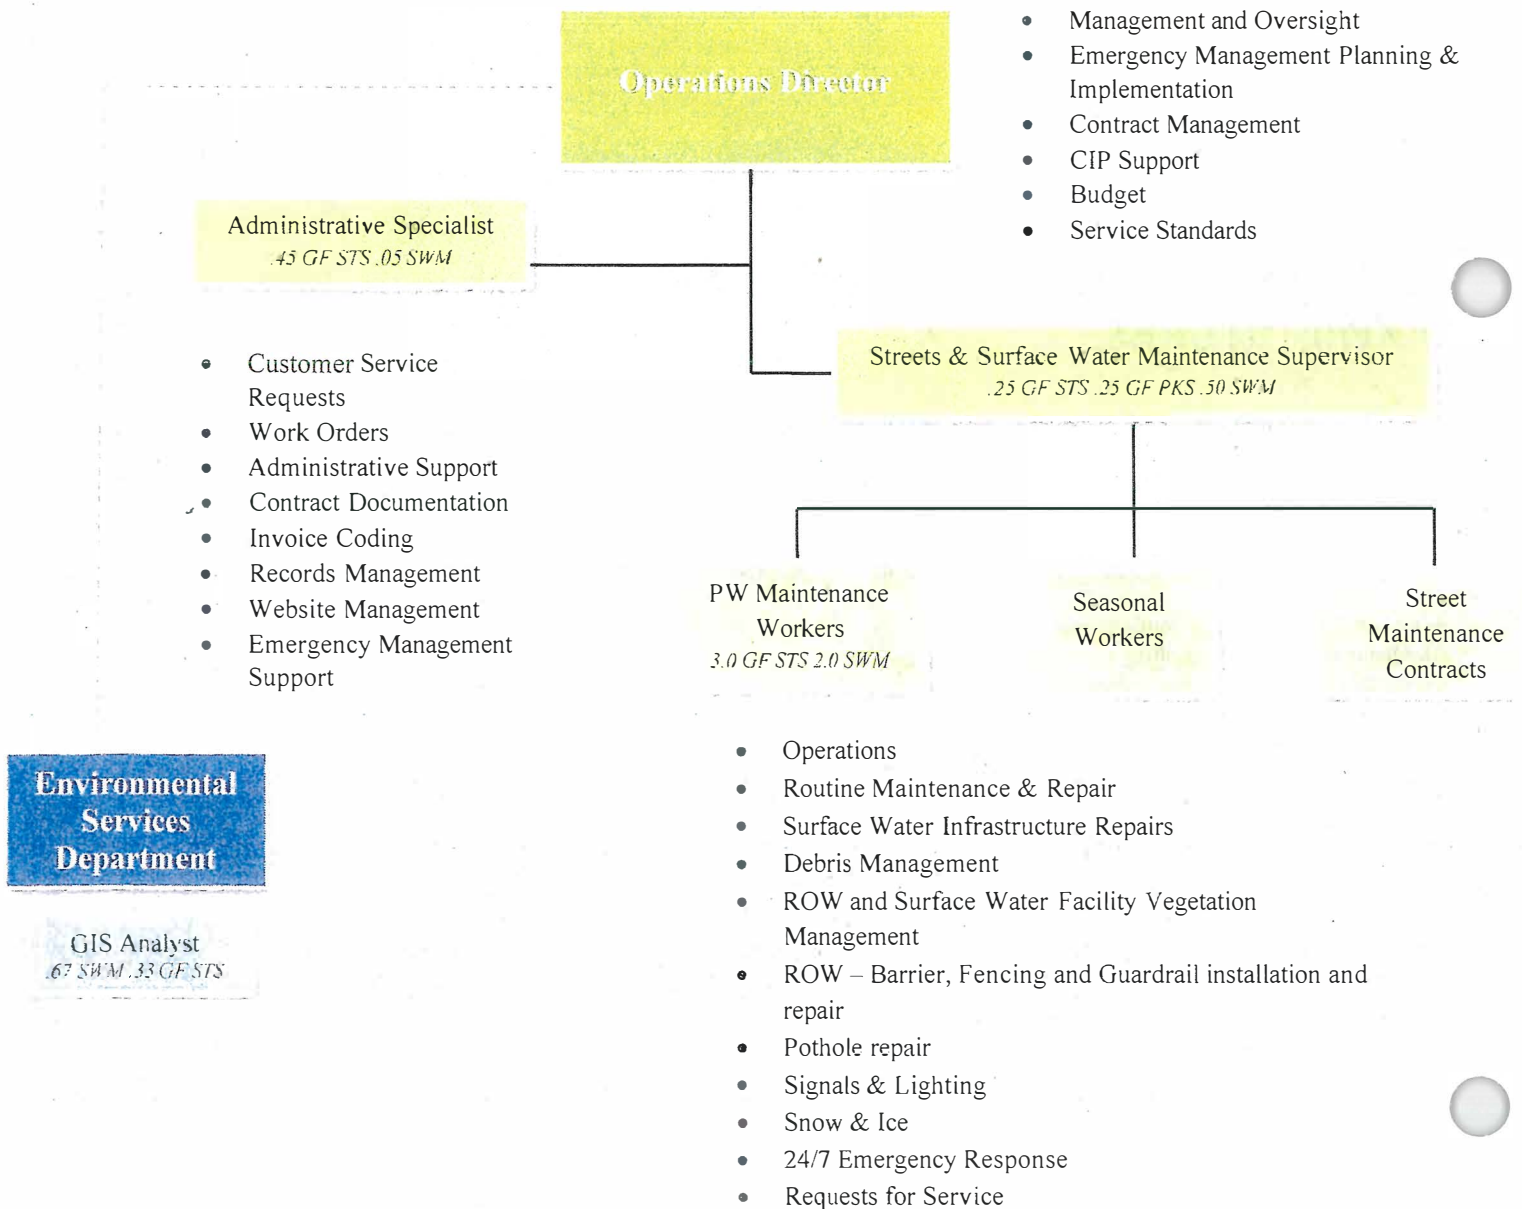 Operations Director
Management and Oversight
Emergency Management Planning &
Implementation
Contract Management
CIP Support
Budget
Service Standards
Administrative Specialist
.45 GF STS .05 SWM
Customer Service
Requests
Work Orders
Administrative Support
Contract Documentation
Invoice Coding
Records Management
Website Management
Emergency Management
Support
Streets & Surface Water Maintenance Supervisor
.25 GF STS .25 GF PKS .50 SWM
PW Maintenance
Workers
3.0 GF STS 2.0 SWM
Seasonal
Workers
Street
Maintenance
Contracts
Environmental
Services
Department
GIS Analyst
.67 SWM .33 GF STS
Operations
Routine Maintenance & Repair
Surface Water Infrastructure Repairs
Debris Management
ROW and Surface Water Facility Vegetation
Management
ROW – Barrier, Fencing and Guardrail installation and
repair
Pothole repair
Signals & Lighting
Snow & Ice
24/7 Emergency Response
Requests for Service